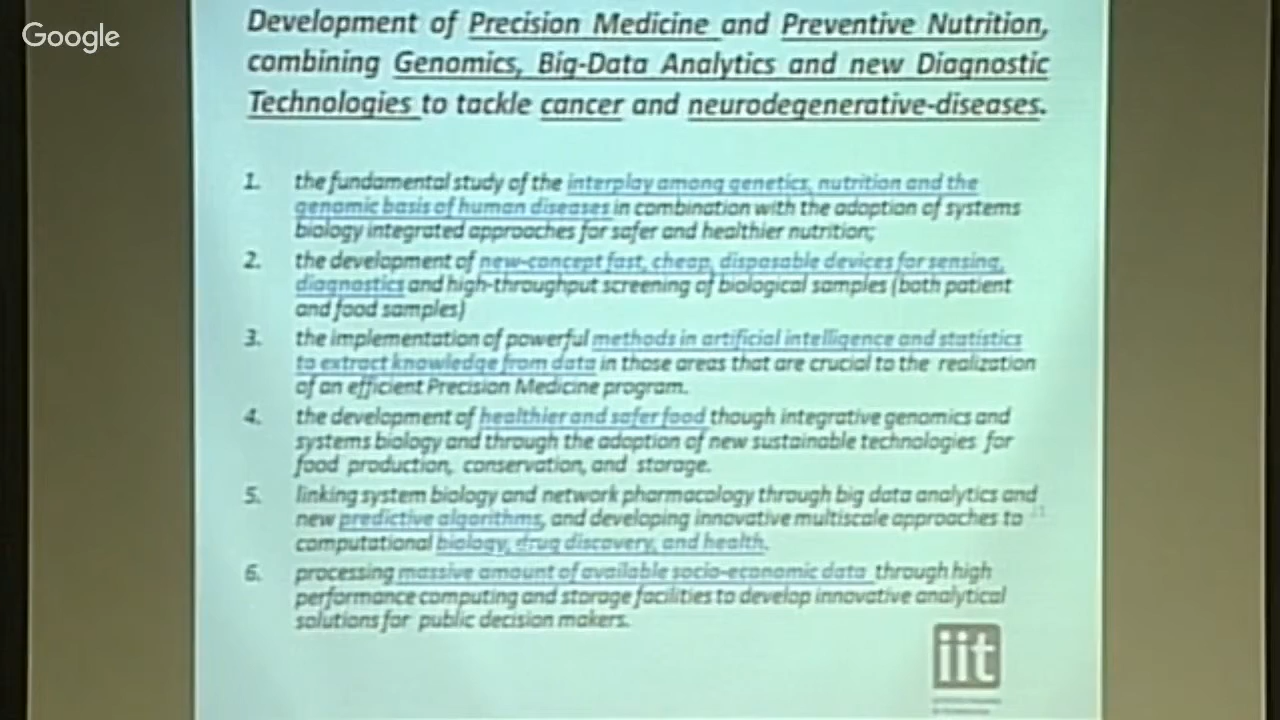 Google
Development of Precision Medicine and Preventive Nutrition,
combining Genomics, Big-Data Analytics and new Diagnostic
Technologies to tackle cancer and neurodegenerative-diseases.
1. the fundamental study of the interplay among genetics, nutrition and the
genomic basis of human diseases in combination with the adoption of systems
biology integrated approaches for safer and healthier nutrition;
2. the development of new-concept fast, cheap, disposable devices for sensing,
diagnostics and high-throughput screening of biological samples (both patient
and food samples)
3. the implementation of powerful methods in artificial intelligence and statistics
to extract knowledge from data in those areas that are crucial to the realization
of an efficient Precision Medicine program.
4. the development of healthier and safer food though integrative genomics and
systems biology and through the adoption of new sustainable technologies for
food production, conservation, and storage.
5. linking system biology and network pharmacology through big data analytics and
new predictive algorithms, and developing innovative multiscale approaches to
computational biology, drug discovery, and health.
6. processing massive amount of available socio-economic data through high
performance computing and storage facilities to develop innovative analytical
solutions for public decision makers.
iit